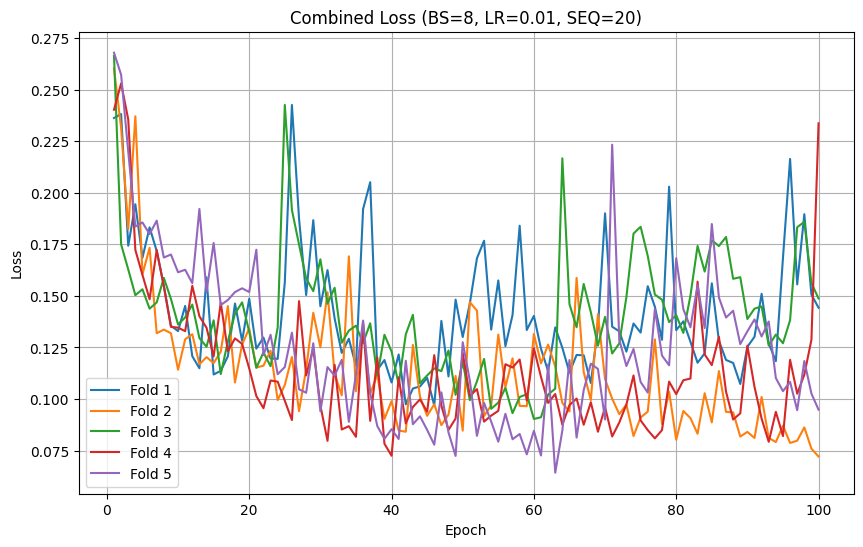 Combined Loss (BS=8, LR=0.01, SEQ=20)
Loss
0.275
0.250
0.225
0.200
0.175
0.150
0.125
0.100
0.075
Fold 1
Fold 2
Fold 3
Fold 4
Fold 5
0
20
40
60
80
100
Epoch